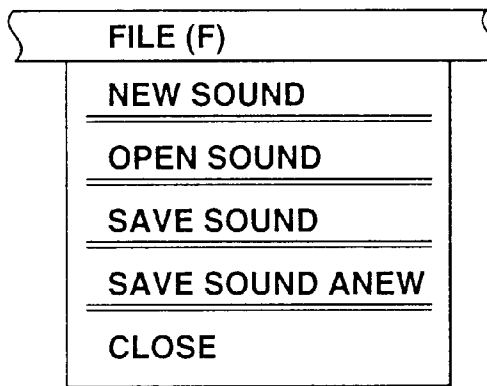 FILE (F)
NEW SOUND
OPEN SOUND
SAVE SOUND
SAVE SOUND ANEW
CLOSE